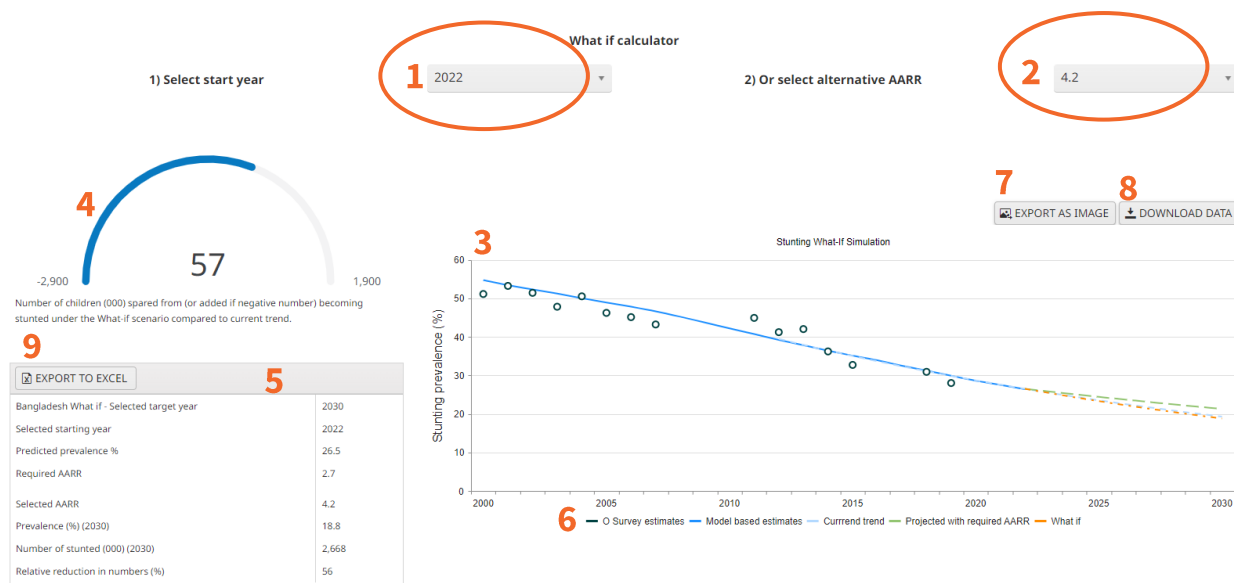 What if calculator
1) Select start year
1
2022
2) Or select alternative AARR
2
4.2
4
57
-2,900
1,900
Number of children (000) spared from (or added if negative number) becoming
stunted under the What-if scenario compared to current trend.
7
8
EXPORT AS IMAGE
DOWNLOAD DATA
3
Stunting What-If Simulation
Stunting prevalence (%)
60
50
40
30
20
10
0
2000
2005
2010
2015
2020
2025
2030
6
O Survey estimates
Model based estimates
Currrend trend
Projected with required AARR
What if
9
EXPORT TO EXCEL
5
Bangladesh What if - Selected target year 2030
Selected starting year 2022
Predicted prevalence % 26.5
Required AARR 2.7
Selected AARR 4.2
Prevalence (%) (2030) 18.8
Number of stunted (000) (2030) 2,668
Relative reduction in numbers (%) 56